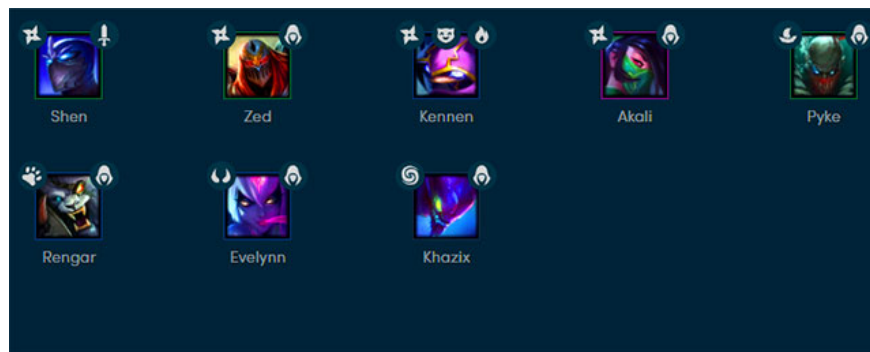 Shen
Zed
Kennen
Akali
Pyke
Rengar
Evelynn
Khazix